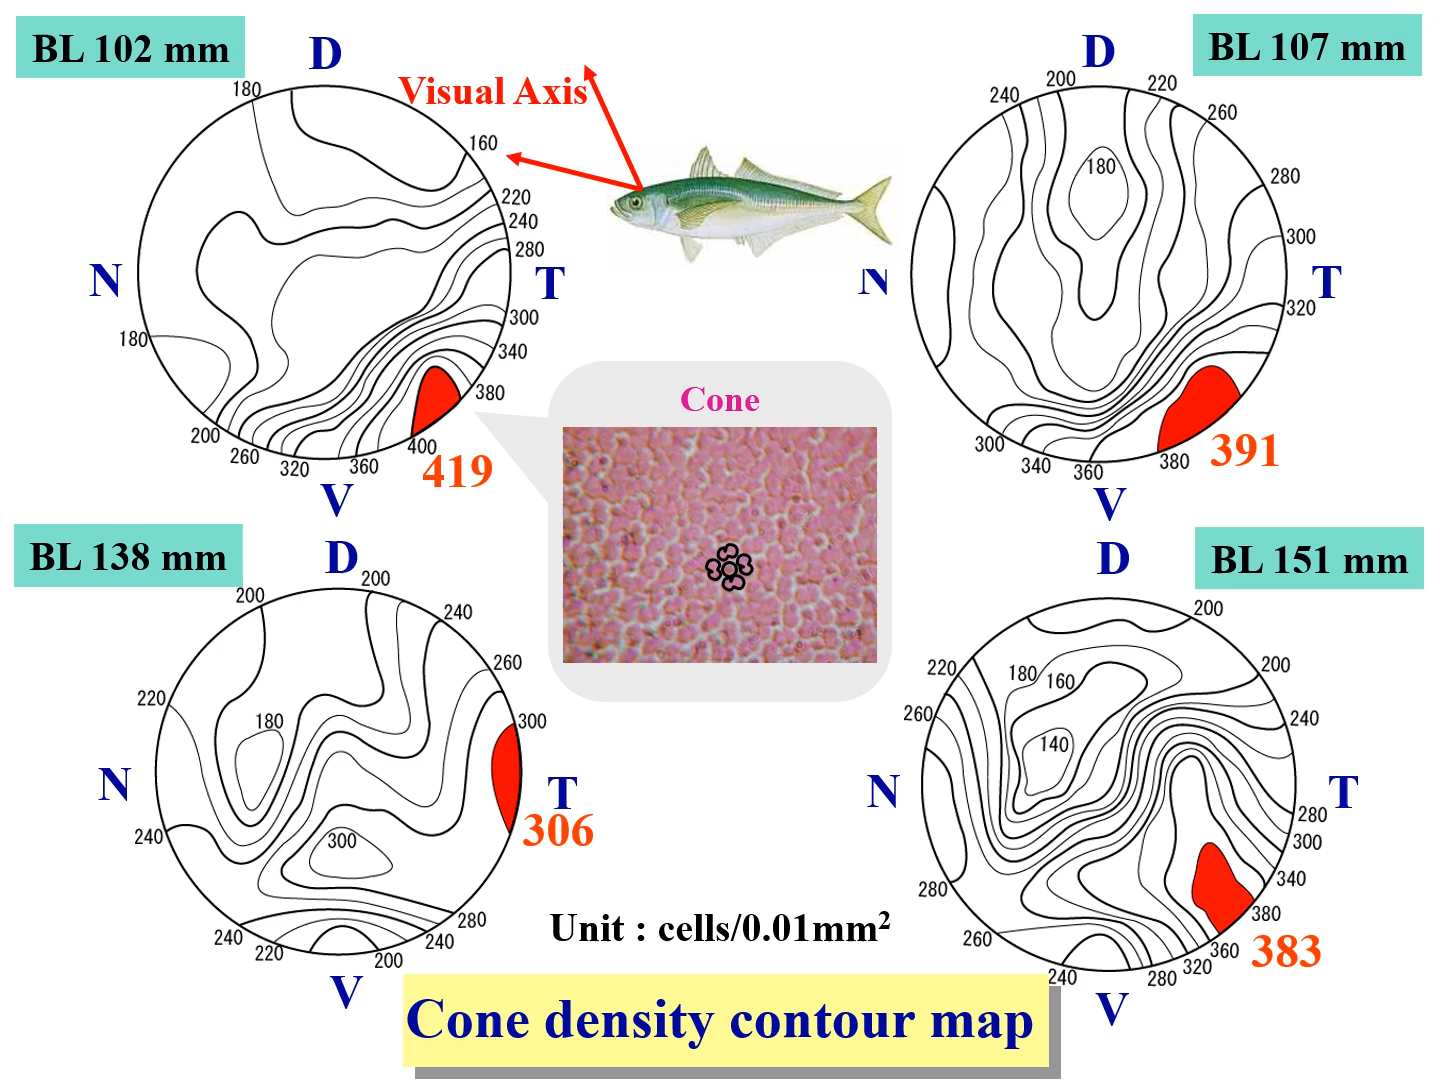 BL 102 mm
D
180
160
220
240
280
300
340
380
400
360
320
260
200
180
N
T
V
419
Visual Axis
BL 107 mm
D
200
220
240
260
280
300
320
180
N
T
300
340
360
380
391
V
Cone
BL 138 mm
D
200
200
240
260
220
180
300
N
T
306
240
300
280
240
220
200
240
V
BL 151 mm
D
200
220
180
160
200
260
240
140
N
T
280
300
340
380
360
320
280
240
260
280
383
V
Unit : cells/0.01mm²
Cone density contour map